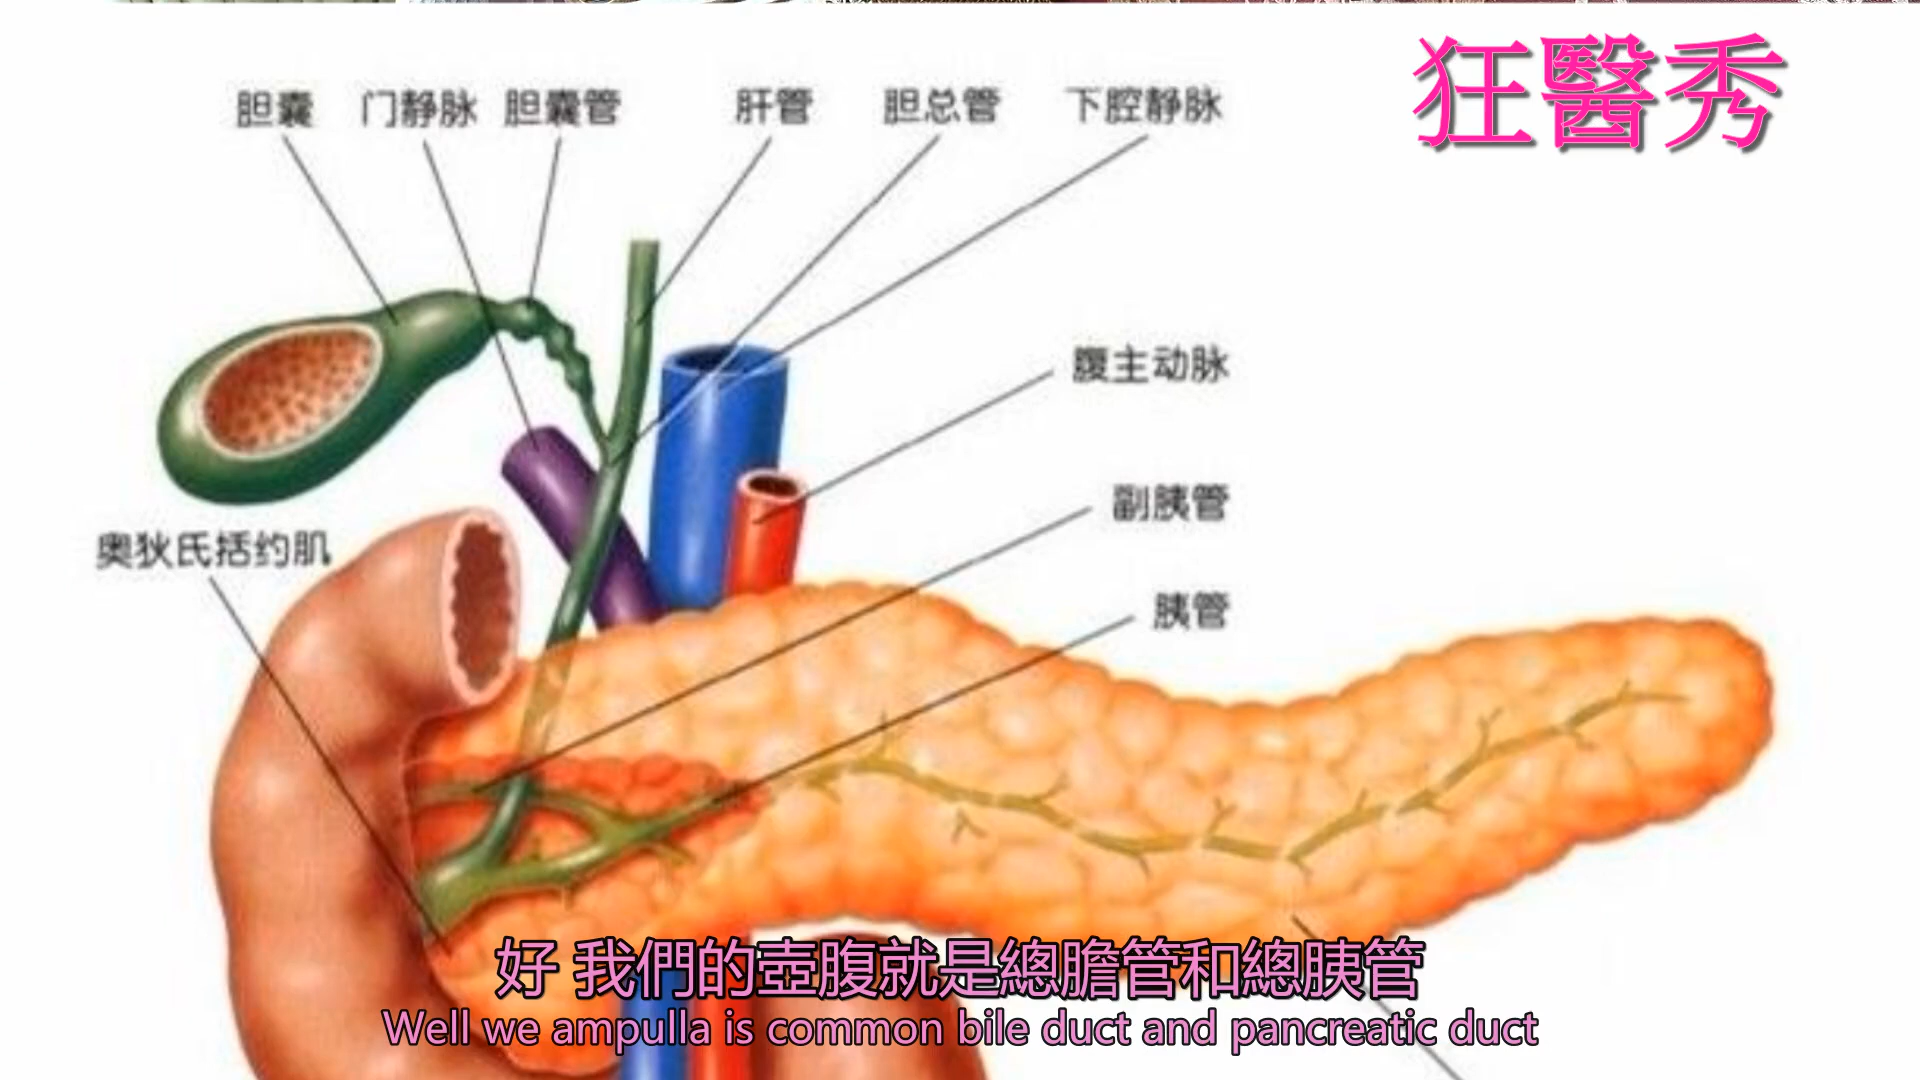 狂醫秀
胆囊 门静脉 胆囊管 肝管 胆总管 下腔静脉
腹主动脉
副胰管
奥狄氏括约肌
胰管
好 我們的壺腹就是總膽管和總胰管
Well we ampulla is common bile duct and pancreatic duct